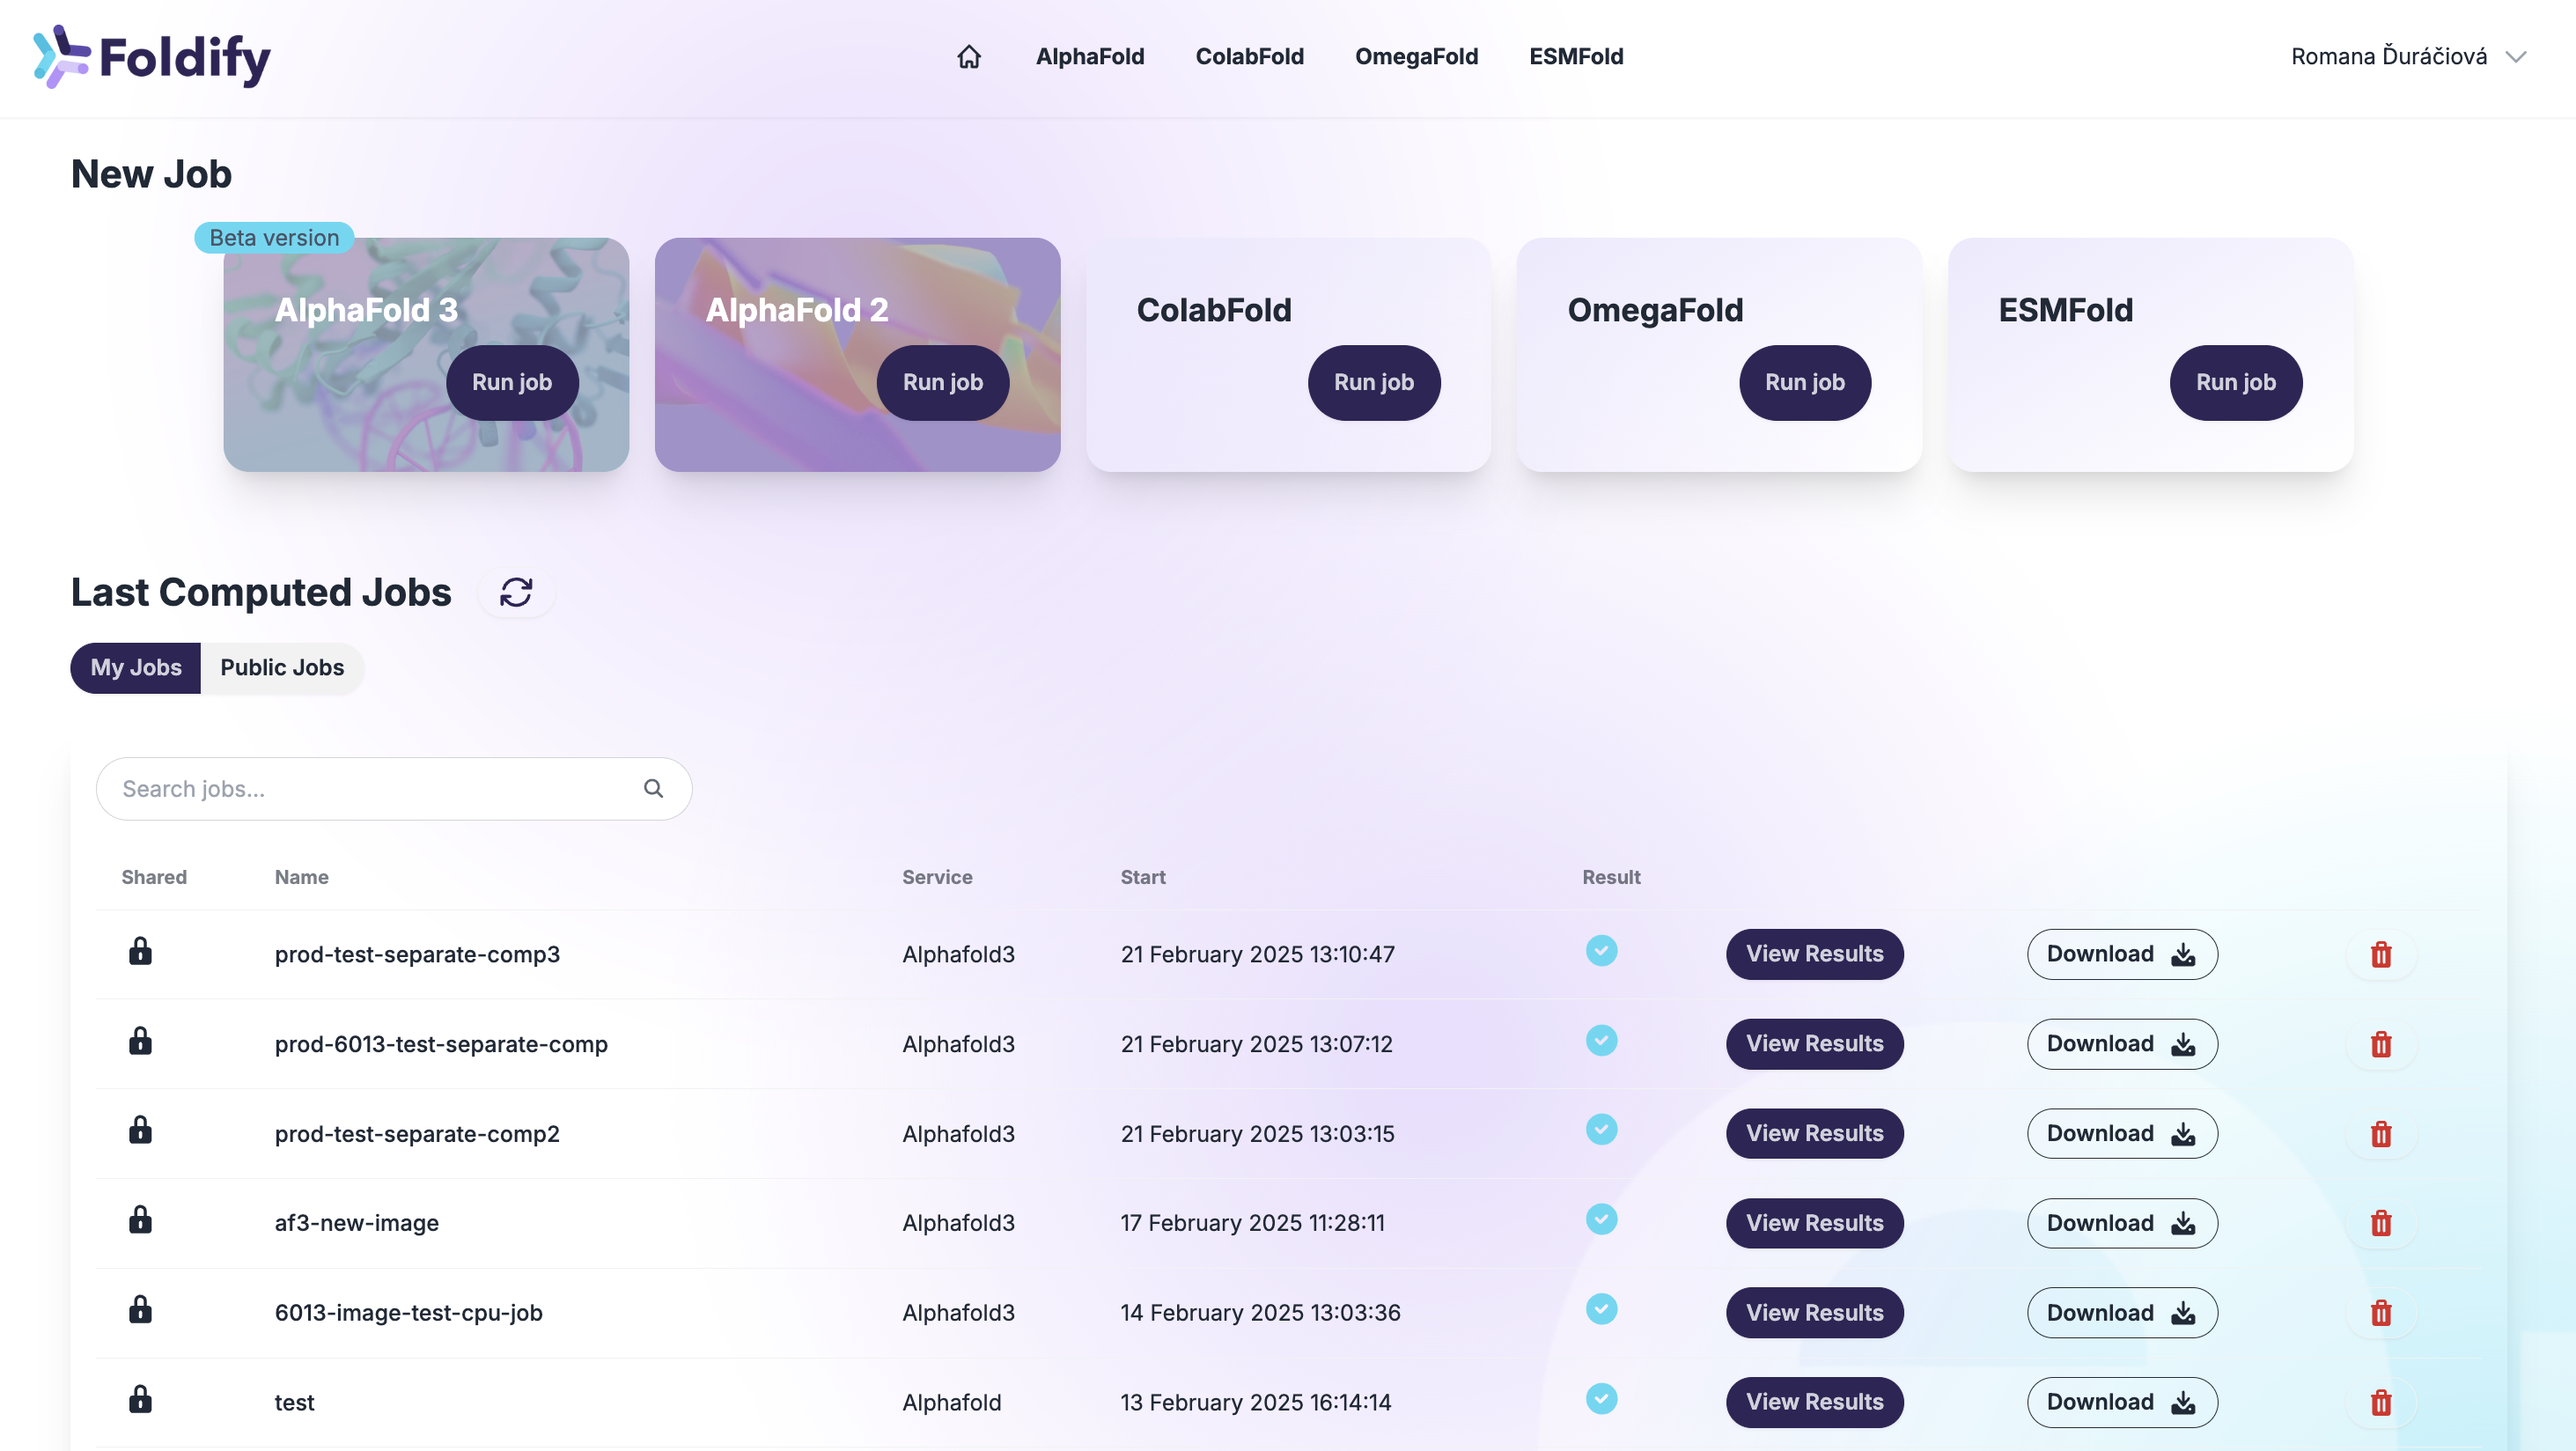 Foldify
AlphaFold
ColabFold
OmegaFold
ESMFold
Romana Ďuráčiová
New Job
Beta version
AlphaFold 3
Run job
AlphaFold 2
Run job
ColabFold
Run job
OmegaFold
Run job
ESMFold
Run job
Last Computed Jobs
My Jobs
Public Jobs
Search jobs...
Shared Name Service Start Result
prod-test-separate-comp3 Alphafold3 21 February 2025 13:10:47 View Results Download
prod-6013-test-separate-comp Alphafold3 21 February 2025 13:07:12 View Results Download
prod-test-separate-comp2 Alphafold3 21 February 2025 13:03:15 View Results Download
af3-new-image Alphafold3 17 February 2025 11:28:11 View Results Download
6013-image-test-cpu-job Alphafold3 14 February 2025 13:03:36 View Results Download
test Alphafold 13 February 2025 16:14:14 View Results Download